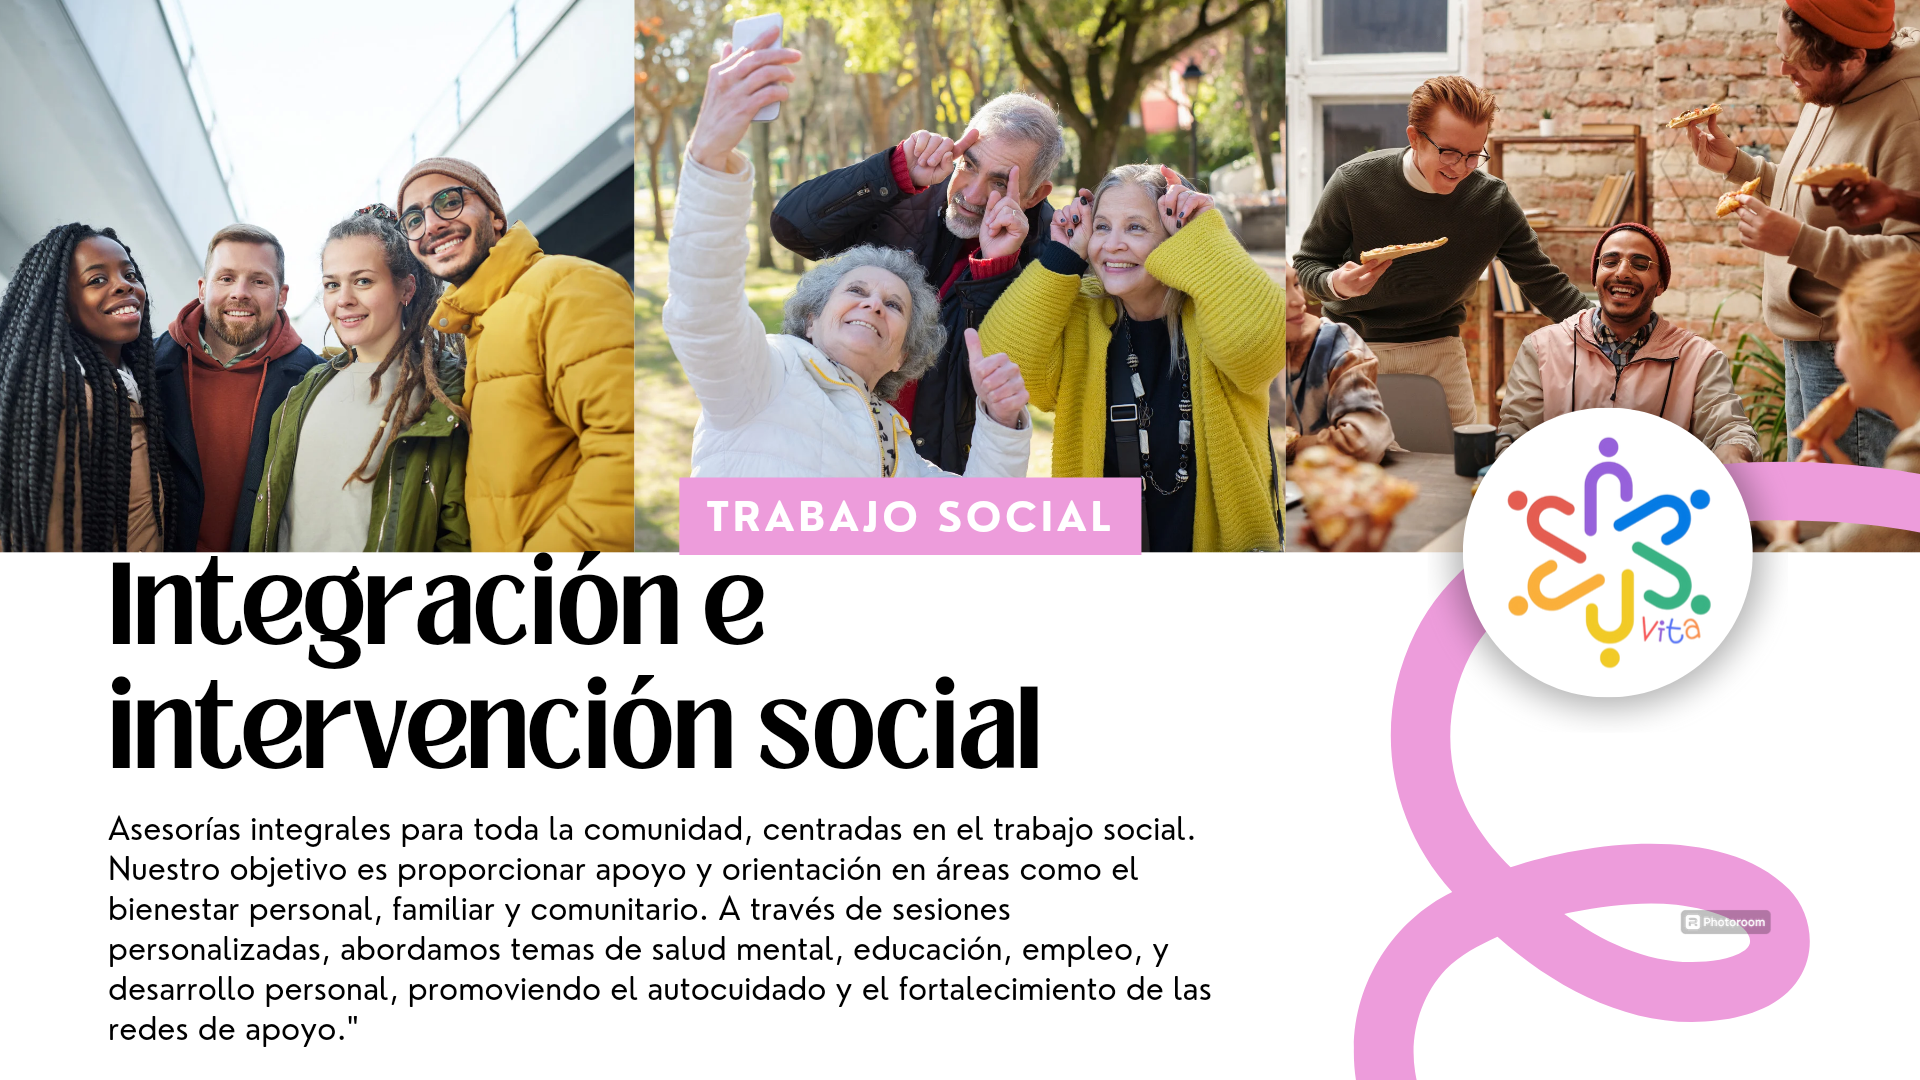 TRABAJO SOCIAL
Integración e
intervención social
Vita
Asesorías integrales para toda la comunidad, centradas en el trabajo social.
Nuestro objetivo es proporcionar apoyo y orientación en áreas como el
bienestar personal, familiar y comunitario. A través de sesiones
personalizadas, abordamos temas de salud mental, educación, empleo, y
desarrollo personal, promoviendo el autocuidado y el fortalecimiento de las
redes de apoyo."
Photoroom